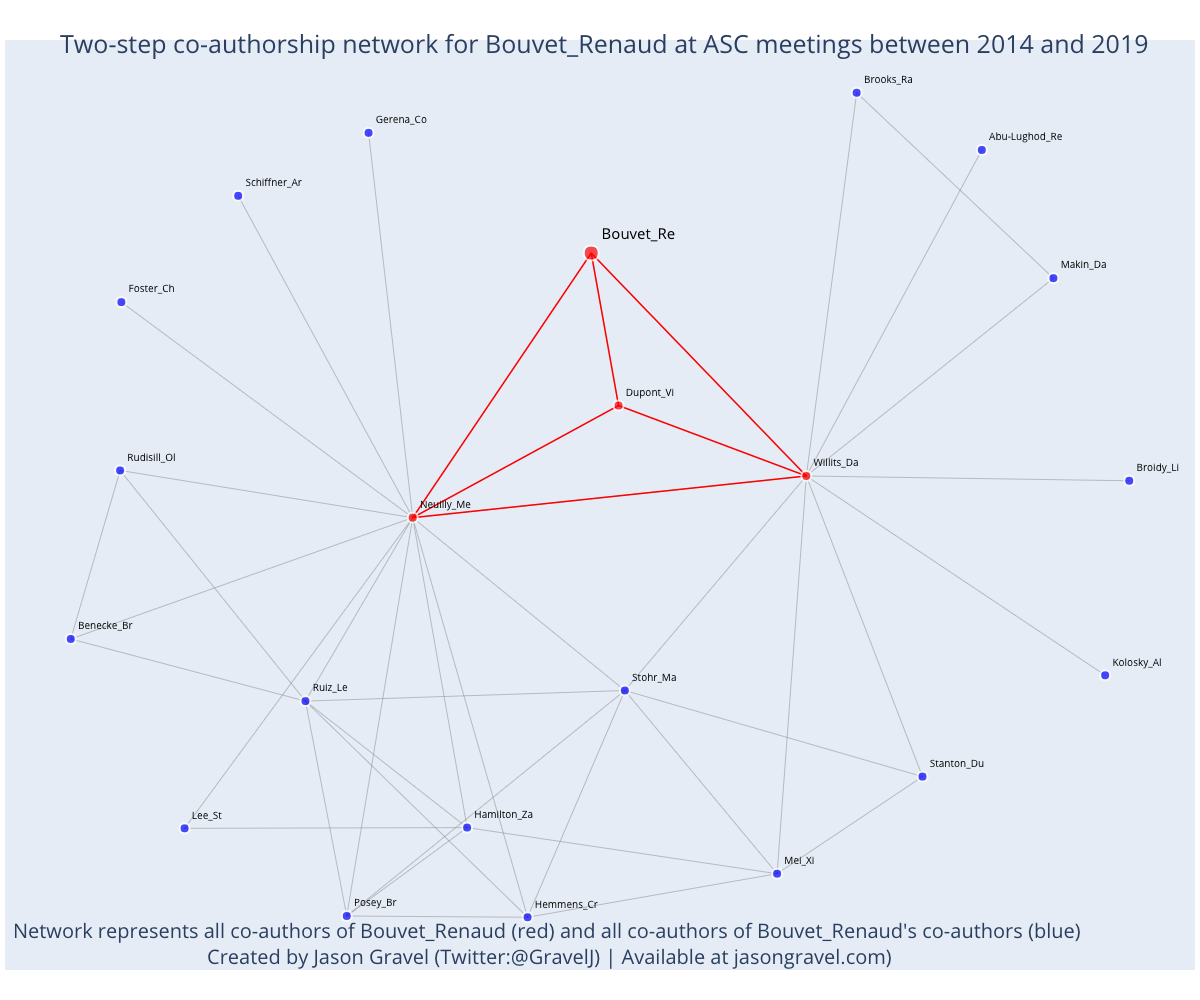 Two-step co-authorship network for Bouvet_Renaud at ASC meetings between 2014 and 2019
Brooks_Ra
Gerena_Co
Abu-Lughod_Re
Schiffner_Ar
Bouvet_Re
Makin_Da
Foster_Ch
Dupont_Vi
Rudisill_Ol
Willits_Da
Broidy_Li
Neuilly_Me
Benecke_Br
Kolosky_Al
Stohr_Ma
Ruiz_Le
Stanton_Du
Lee_St
Hamilton_Za
Mei_Xi
Posey_Br
Hemmens_Cr
Network represents all co-authors of Bouvet_Renaud (red) and all co-authors of Bouvet_Renaud's co-authors (blue)
Created by Jason Gravel (Twitter:@GravelJ) | Available at jasongravel.com)